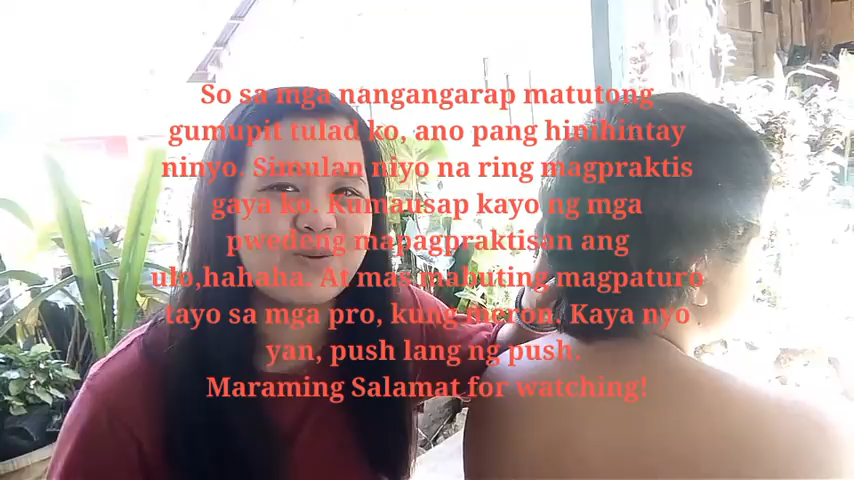 So sa mga nangangarap matutong
gumupit tulad ko, ano pang hinihintay
ninyo. Simulan niyo na ring magpraktis
gaya ko. Kumausap kayo ng mga
pwedeng mapagpraktisan ang
ulo,hahaha. At mas mabuting magpaturo
tayo sa mga pro, kung meron. Kaya nyo
yan, push lang ng push.
Maraming Salamat for watching!